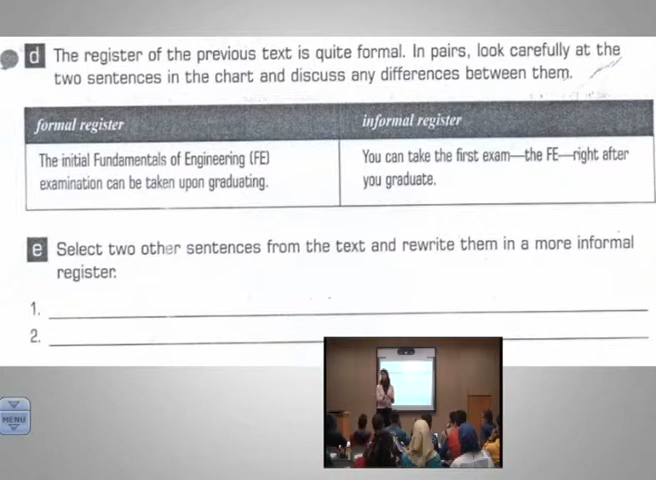 d The register of the previous text is quite formal. In pairs, look carefully at the
two sentences in the chart and discuss any differences between them.
formal register
informal register
The initial Fundamentals of Engineering (FE)
examination can be taken upon graduating.
You can take the first exam—the FE—right after
you graduate.
e Select two other sentences from the text and rewrite them in a more informal
register.
1.
2.
MENU